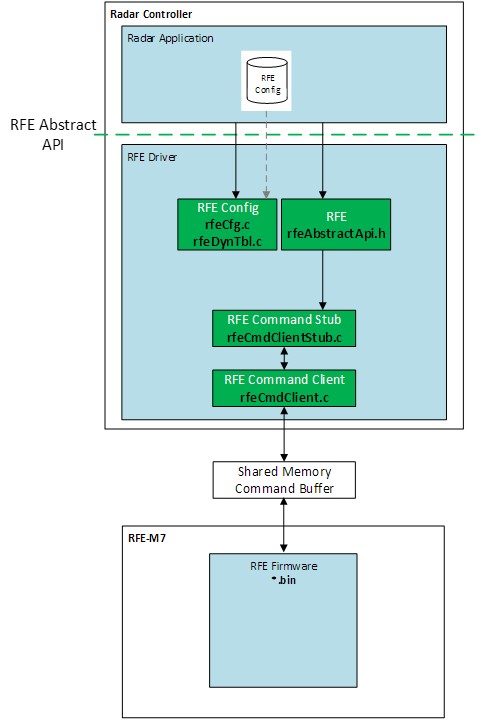 Radar Controller
Radar Application
RFE
Config
RFE Abstract
API
RFE Driver
RFE Config
rfeCfg.c
rfeDynTbl.c
RFE
rfeAbstractApi.h
RFE Command Stub
rfeCmdClientStub.c
RFE Command Client
rfeCmdClient.c
Shared Memory
Command Buffer
RFE-M7
RFE Firmware
*.bin